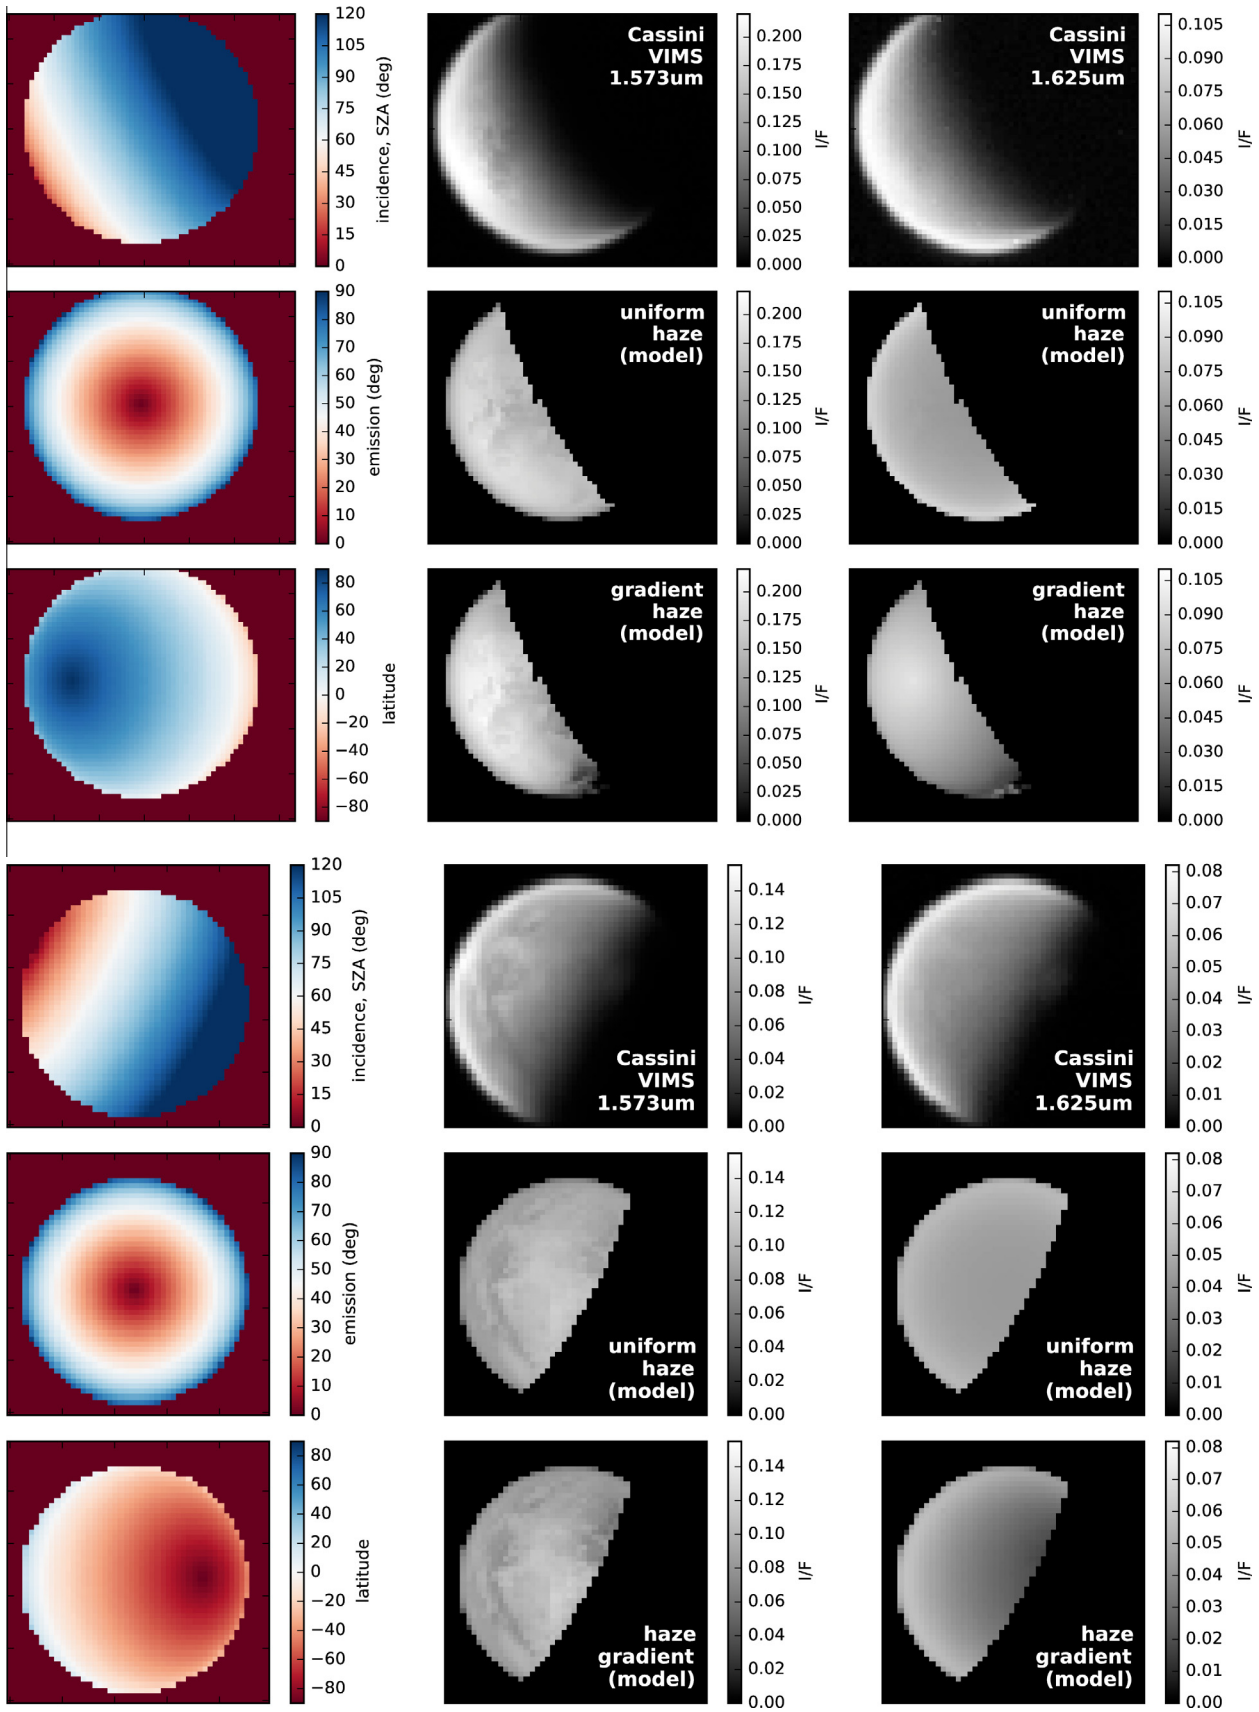 120
105
90
75
60
45
30
15
0
incidence, SZA (deg)
Cassini
VIMS
1.573um
0.200
0.175
0.150
0.125
0.100
0.075
0.050
0.025
0.000
I/F
Cassini
VIMS
1.625um
0.105
0.090
0.075
0.060
0.045
0.030
0.015
0.000
I/F
90
80
70
60
50
40
30
20
10
0
emission (deg)
uniform
haze
(model)
0.200
0.175
0.150
0.125
0.100
0.075
0.050
0.025
0.000
I/F
uniform
haze
(model)
0.105
0.090
0.075
0.060
0.045
0.030
0.015
0.000
I/F
80
60
40
20
0
−20
−40
−60
−80
latitude
gradient
haze
(model)
0.200
0.175
0.150
0.125
0.100
0.075
0.050
0.025
0.000
I/F
gradient
haze
(model)
0.105
0.090
0.075
0.060
0.045
0.030
0.015
0.000
I/F
120
105
90
75
60
45
30
15
0
incidence, SZA (deg)
Cassini
VIMS
1.573um
0.14
0.12
0.10
0.08
0.06
0.04
0.02
0.00
I/F
Cassini
VIMS
1.625um
0.08
0.07
0.06
0.05
0.04
0.03
0.02
0.01
0.00
I/F
90
80
70
60
50
40
30
20
10
0
emission (deg)
uniform
haze
(model)
0.14
0.12
0.10
0.08
0.06
0.04
0.02
0.00
I/F
uniform
haze
(model)
0.08
0.07
0.06
0.05
0.04
0.03
0.02
0.01
0.00
I/F
80
60
40
20
0
−20
−40
−60
−80
latitude
haze
gradient
(model)
0.14
0.12
0.10
0.08
0.06
0.04
0.02
0.00
I/F
haze
gradient
(model)
0.08
0.07
0.06
0.05
0.04
0.03
0.02
0.01
0.00
I/F